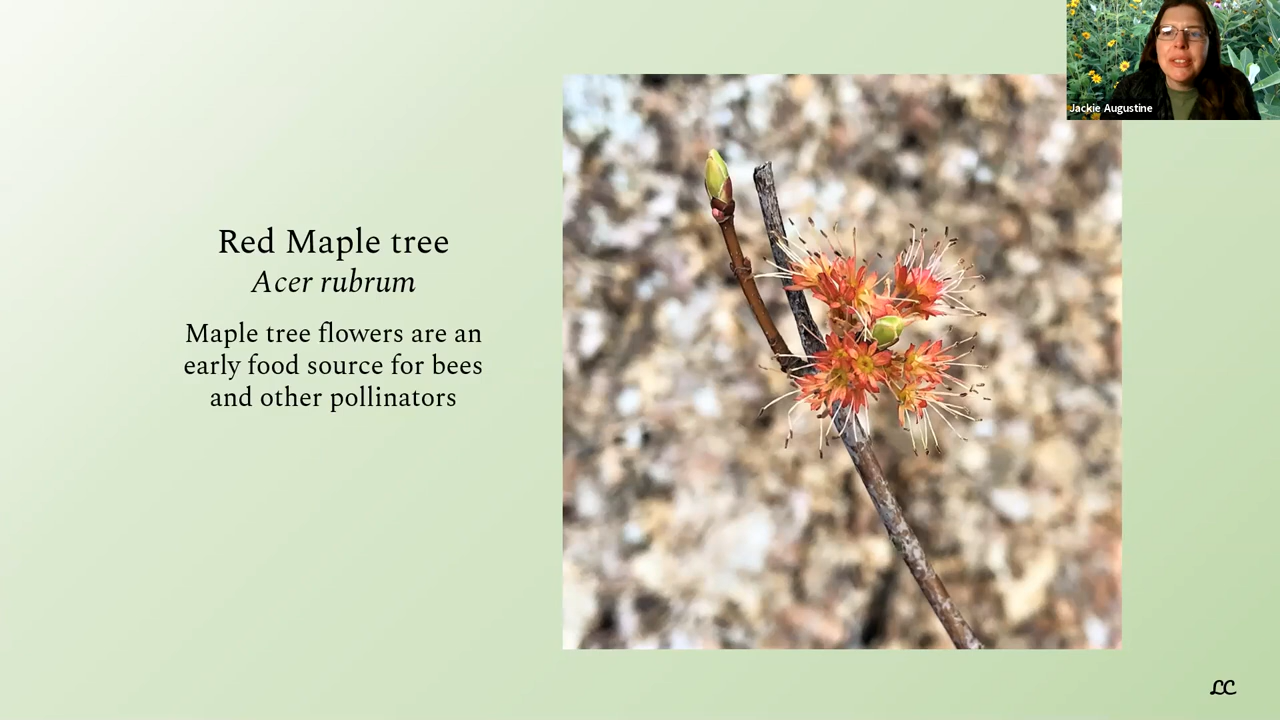 Jackie Augustine
Red Maple tree
Acer rubrum
Maple tree flowers are an
early food source for bees
and other pollinators
LC